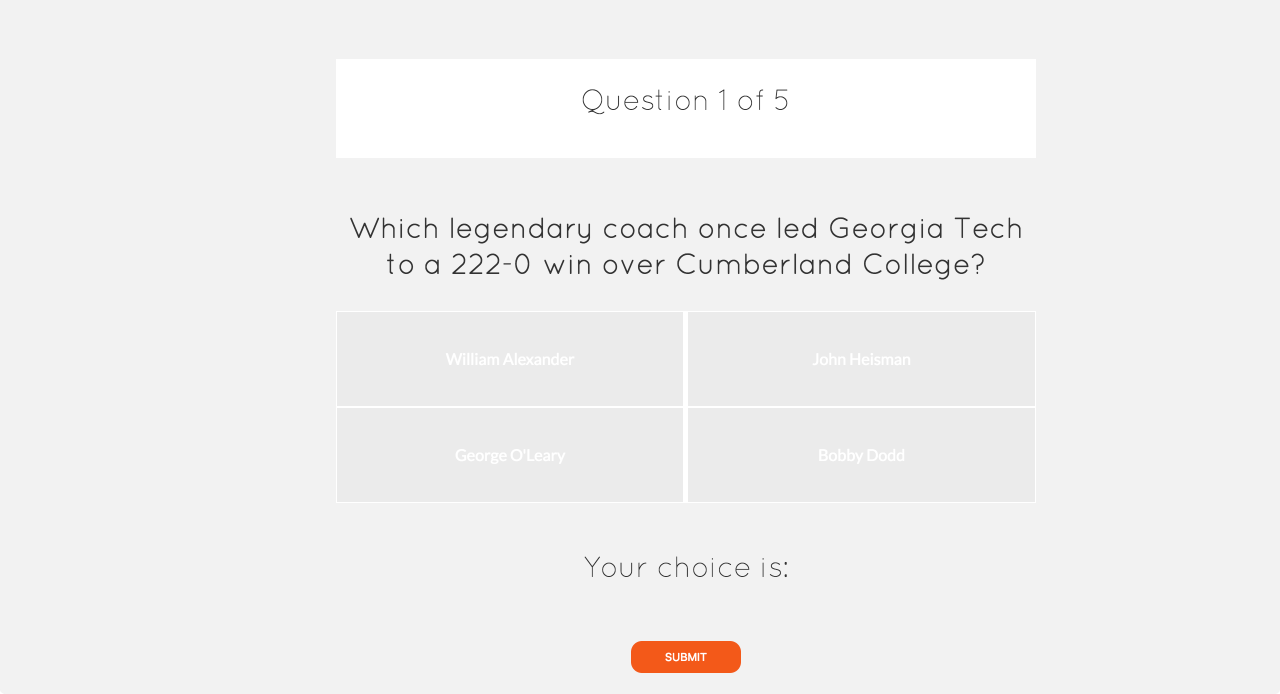 Question 1 of 5
Which legendary coach once led Georgia Tech
to a 222-0 win over Cumberland College?
William Alexander
John Heisman
George O'Leary
Bobby Dodd
Your choice is:
SUBMIT